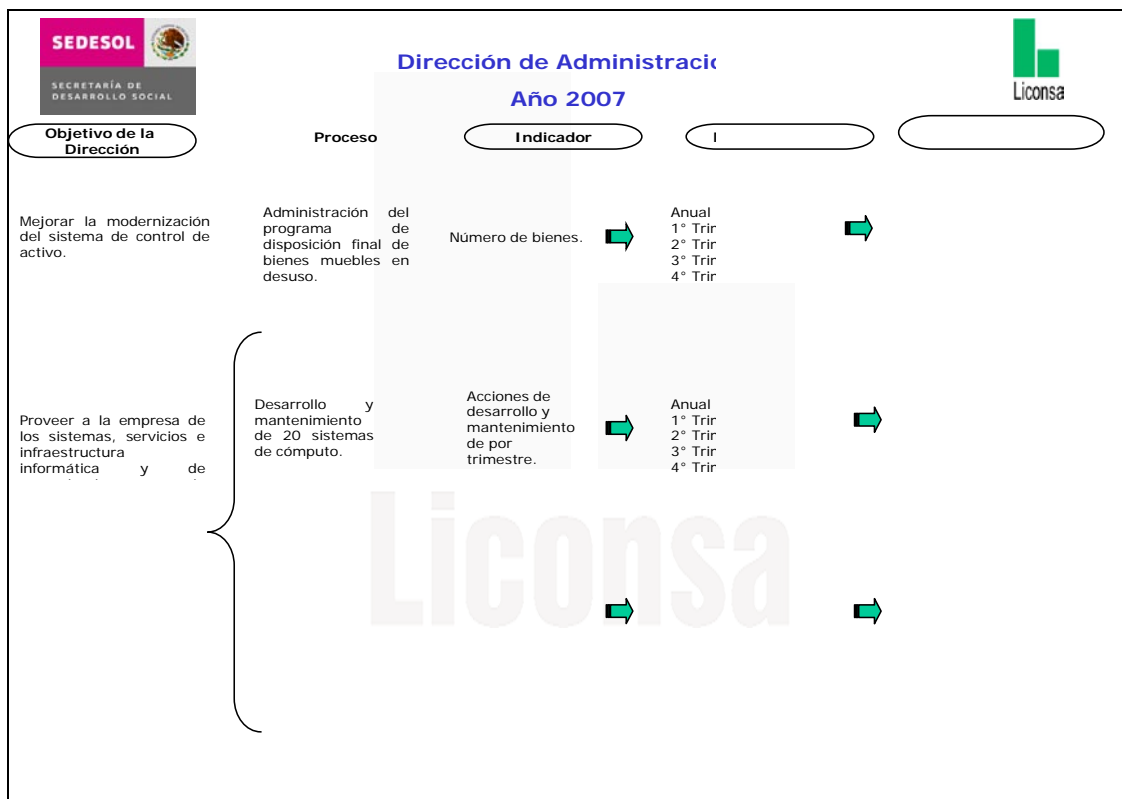 SEDESOL
SECRETARÍA DE
DESARROLLO SOCIAL
Dirección de Administracic
Año 2007
Liconsa
Objetivo de la
Dirección
Proceso
Indicador
Mejorar la modernización
del sistema de control de
activo.
Administración del
programa de
disposición final de
bienes muebles en
desuso.
Número de bienes.
Anual
1° Trir
2° Trir
3° Trir
4° Trir
Proveer a la empresa de
los sistemas, servicios e
infraestructura
informática y de
Desarrollo y
mantenimiento
de 20 sistemas
de cómputo.
Acciones de
desarrollo y
mantenimiento
de por
trimestre.
Anual
1° Trir
2° Trir
3° Trir
4° Trir
Liconsa